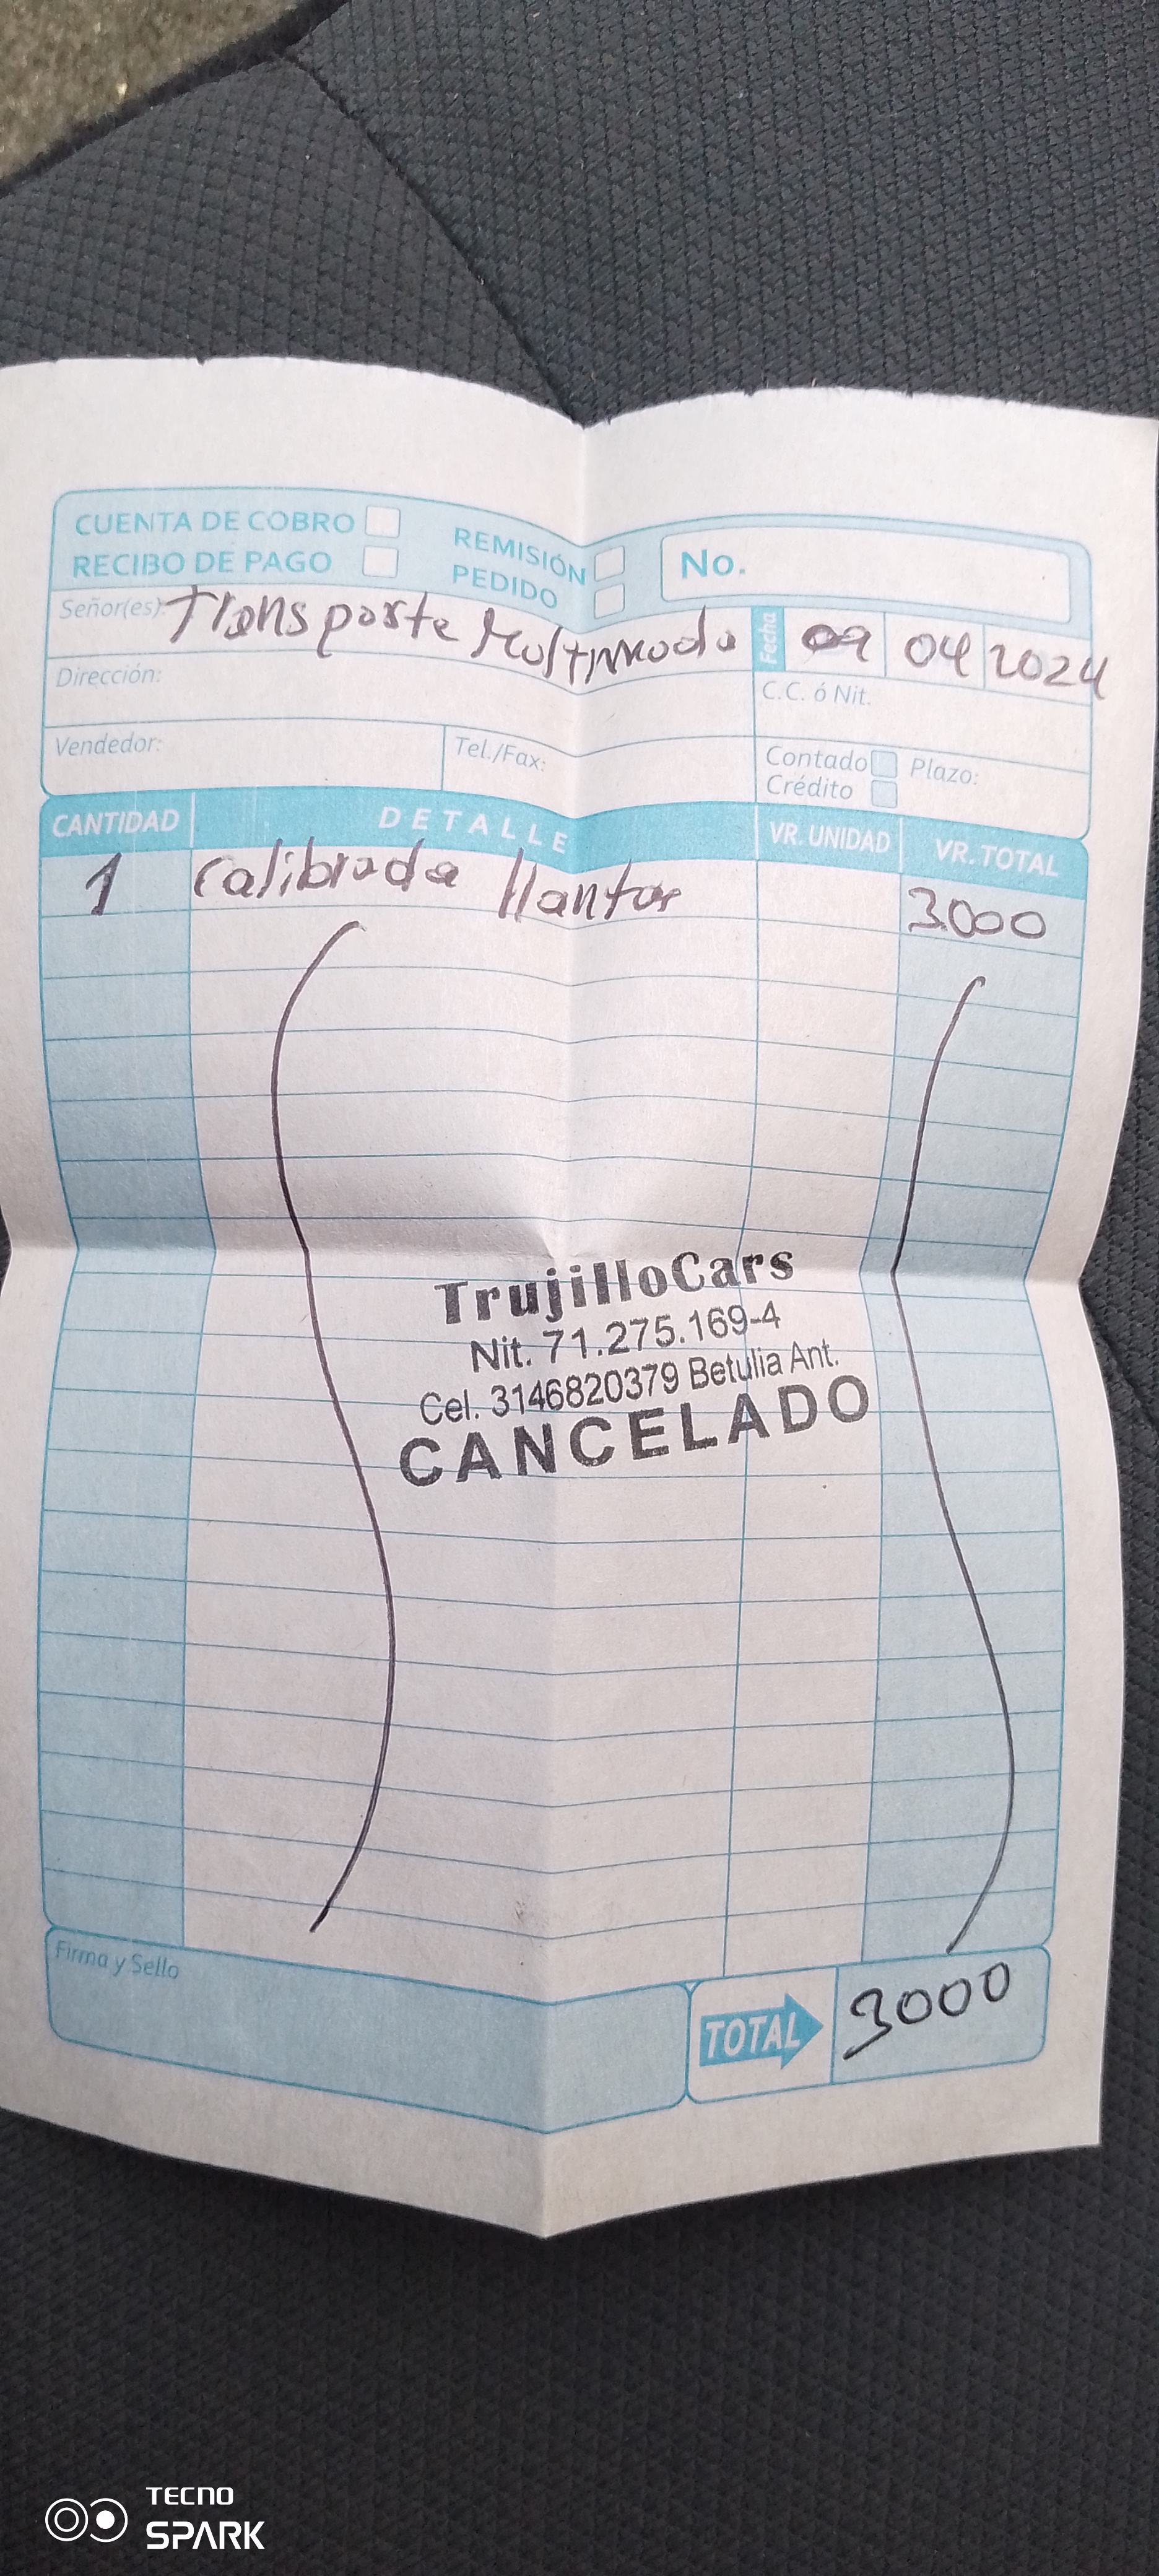 CUENTA DE COBRO
RECIBO DE PAGO
REMISIÓN
PEDIDO
No.
Señor(es): Transporte Multimodo
Fecha 09 04 2024
Dirección:
C.C. ó Nit.
Vendedor:
Tel./Fax:
Contado Plazo:
Crédito
CANTIDAD DETALLE VR. UNIDAD VR. TOTAL
1 Calibrada llantas 3.000
TrujilloCars
Nit. 71.275.169-4
Cel. 3146820379 Betulia Ant.
CANCELADO
Firma y Sello
TOTAL 3000
TECNO
SPARK